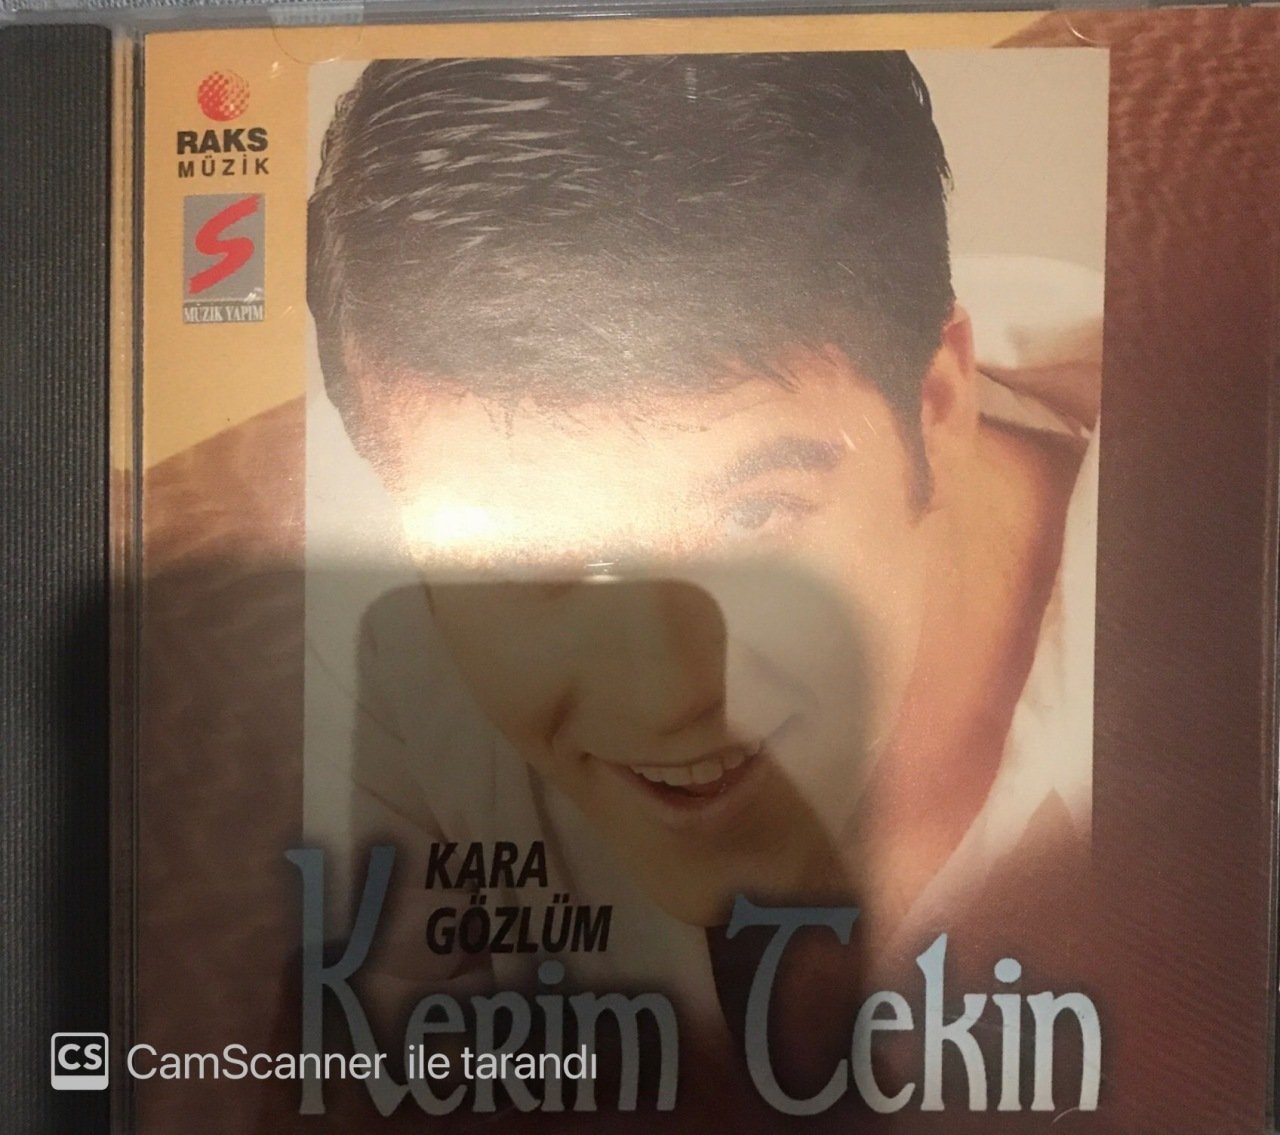 RAKS
MÜZİK
S
MÜZİK YAPIM
KARA
GÖZLÜM
Kerim Tekin
CS CamScanner ile tarandı